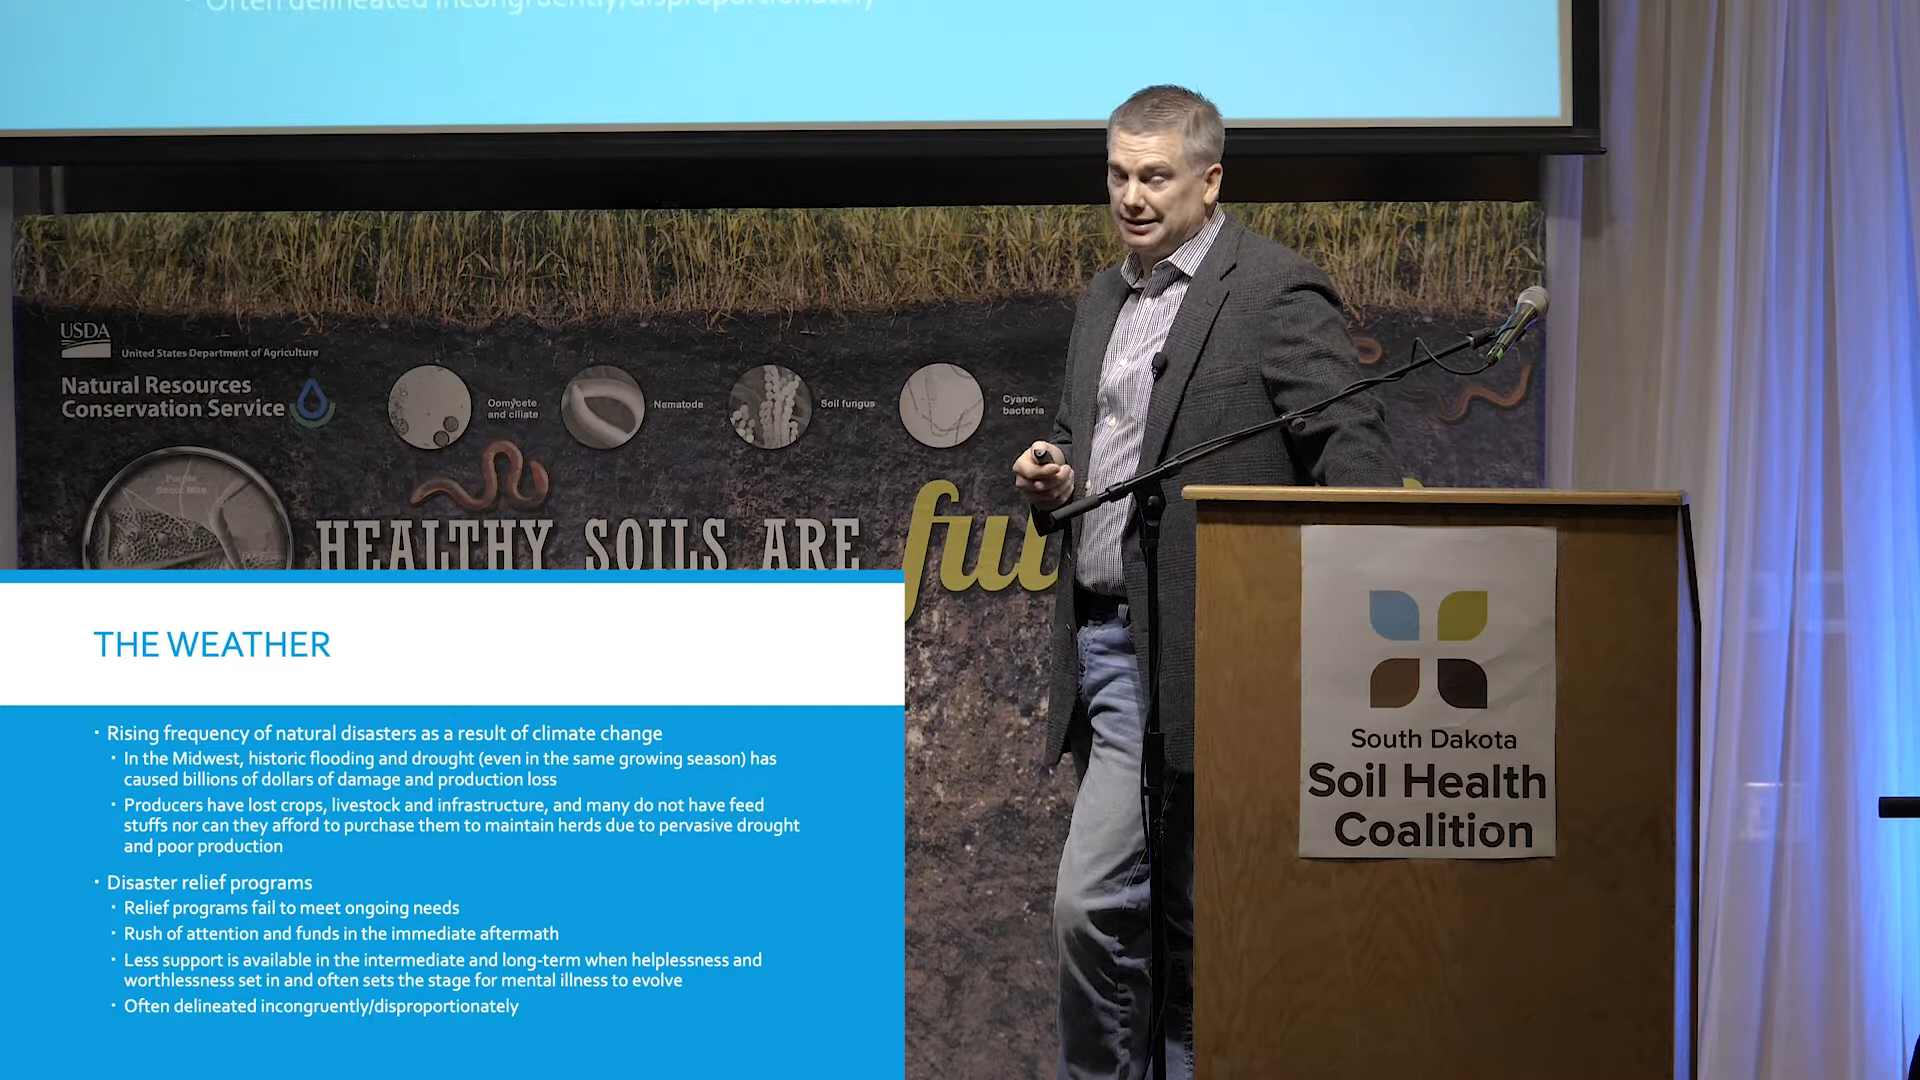 Often delineated incongruently/disproportionately
USDA
United States Department of Agriculture
Natural Resources
Conservation Service
Oomycete
and ciliate
Nematode
Soil fungus
Cyano-
bacteria
Purple
Snout Mite
HEALTHY SOILS ARE
ful
THE WEATHER
· Rising frequency of natural disasters as a result of climate change
· In the Midwest, historic flooding and drought (even in the same growing season) has
caused billions of dollars of damage and production loss
· Producers have lost crops, livestock and infrastructure, and many do not have feed
stuffs nor can they afford to purchase them to maintain herds due to pervasive drought
and poor production
· Disaster relief programs
· Relief programs fail to meet ongoing needs
· Rush of attention and funds in the immediate aftermath
· Less support is available in the intermediate and long-term when helplessness and
worthlessness set in and often sets the stage for mental illness to evolve
· Often delineated incongruently/disproportionately
South Dakota
Soil Health
Coalition